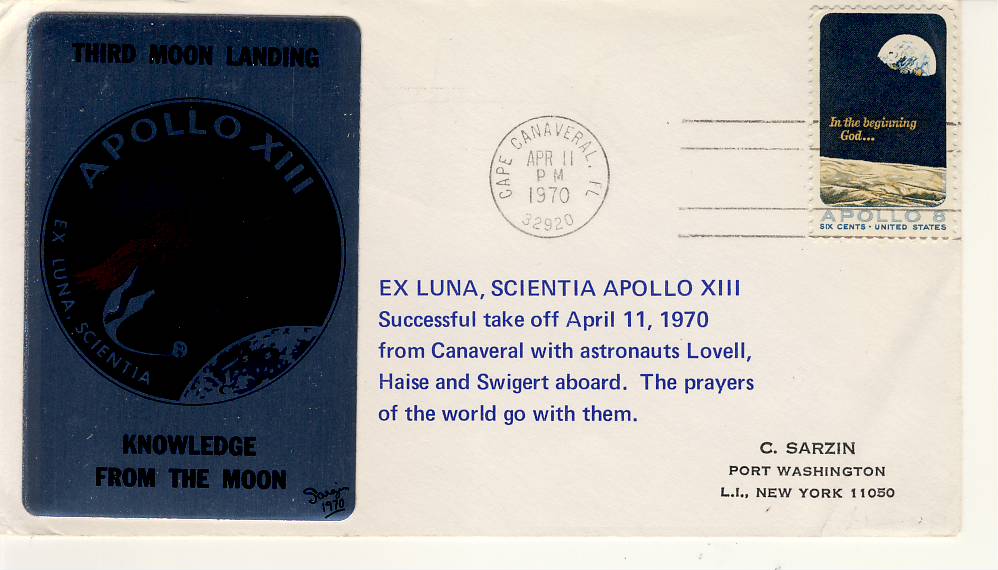 THIRD MOON LANDING
APOLLO XIII
EX LUNA, SCIENTIA
KNOWLEDGE
FROM THE MOON
Sarzin
1970
CAPE CANAVERAL, FL
APR 11
PM
1970
32920
In the beginning
God...
APOLLO 8
SIX CENTS · UNITED STATES
EX LUNA, SCIENTIA APOLLO XIII
Successful take off April 11, 1970
from Canaveral with astronauts Lovell,
Haise and Swigert aboard. The prayers
of the world go with them.
C. SARZIN
PORT WASHINGTON
L.I., NEW YORK 11050